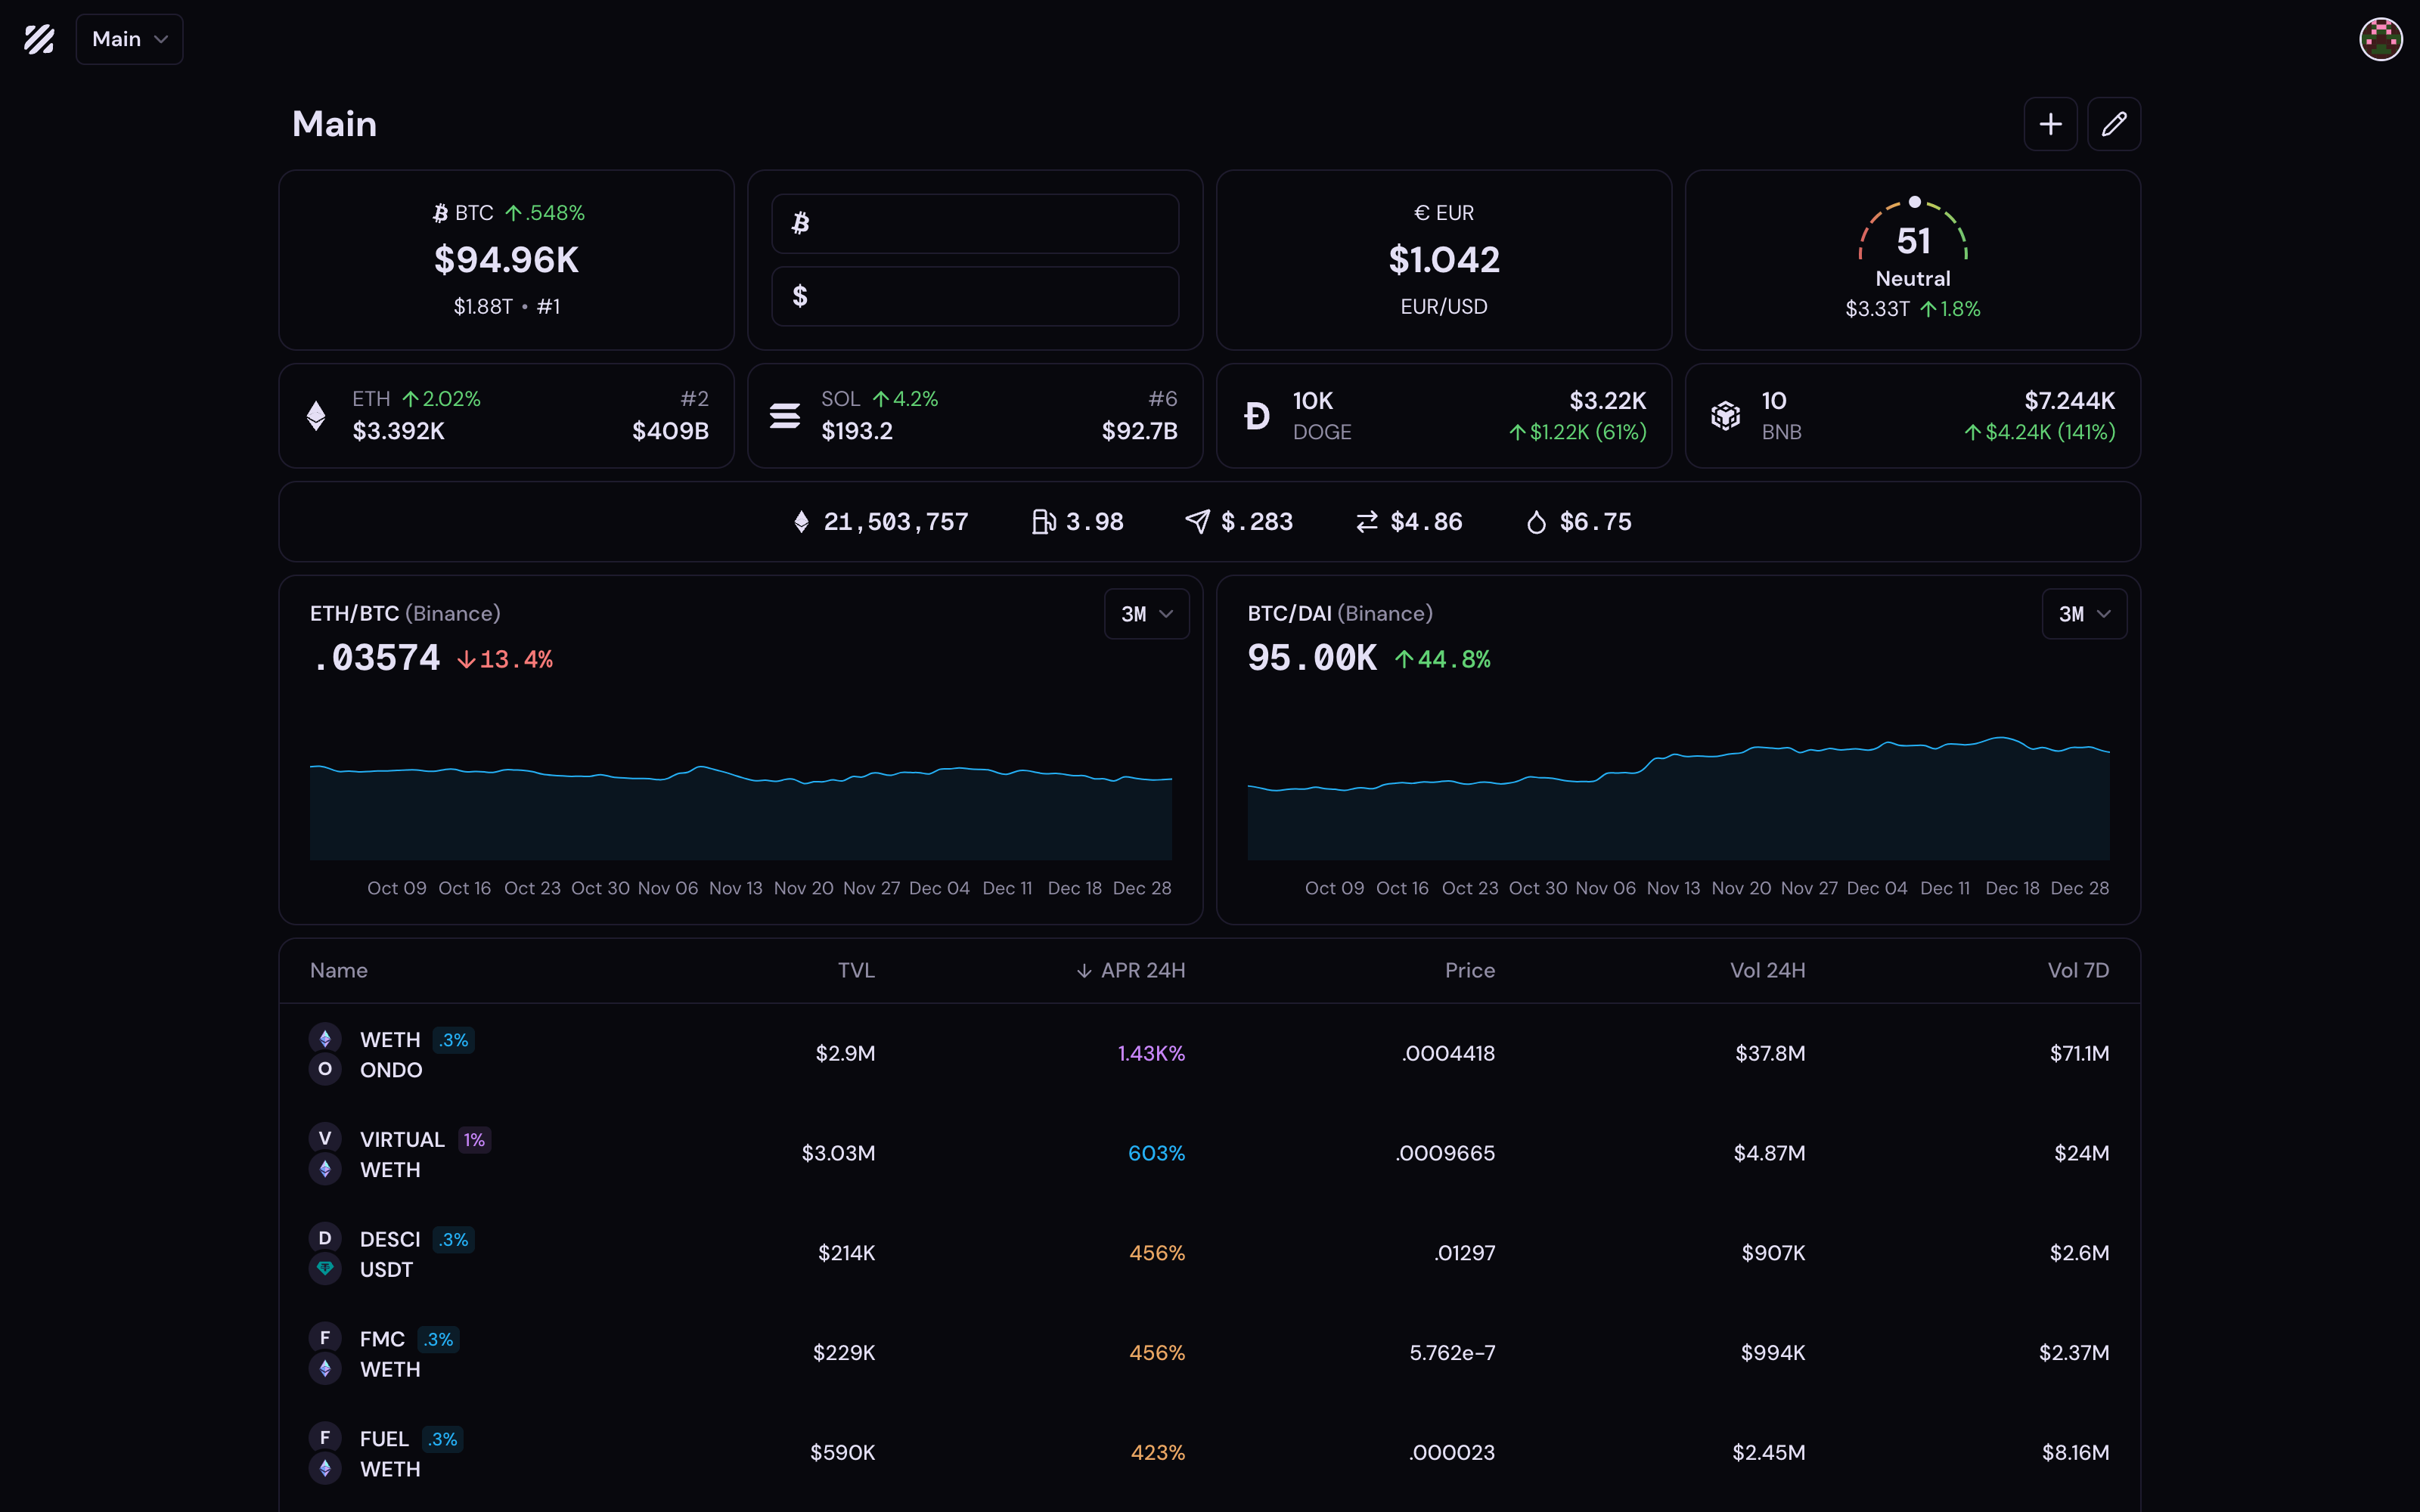 Main
Main
BTC ↑.548%
$94.96K
$1.88T • #1
$
€ EUR
$1.042
EUR/USD
51
Neutral
$3.33T ↑1.8%
ETH ↑2.02% #2
$3.392K $409B
SOL ↑4.2% #6
$193.2 $92.7B
10K $3.22K
DOGE ↑$1.22K (61%)
10 $7.244K
BNB ↑$4.24K (141%)
21,503,757 3.98 $.283 $4.86 $6.75
ETH/BTC (Binance) 3M
.03574 ↓13.4%
Oct 09 Oct 16 Oct 23 Oct 30 Nov 06 Nov 13 Nov 20 Nov 27 Dec 04 Dec 11 Dec 18 Dec 28
BTC/DAI (Binance) 3M
95.00K ↑44.8%
Oct 09 Oct 16 Oct 23 Oct 30 Nov 06 Nov 13 Nov 20 Nov 27 Dec 04 Dec 11 Dec 18 Dec 28
Name TVL ↓ APR 24H Price Vol 24H Vol 7D
WETH .3%
O ONDO
$2.9M 1.43K% .0004418 $37.8M $71.1M
V VIRTUAL 1%
WETH
$3.03M 603% .0009665 $4.87M $24M
D DESCI .3%
USDT
$214K 456% .01297 $907K $2.6M
F FMC .3%
WETH
$229K 456% 5.762e-7 $994K $2.37M
F FUEL .3%
WETH
$590K 423% .000023 $2.45M $8.16M